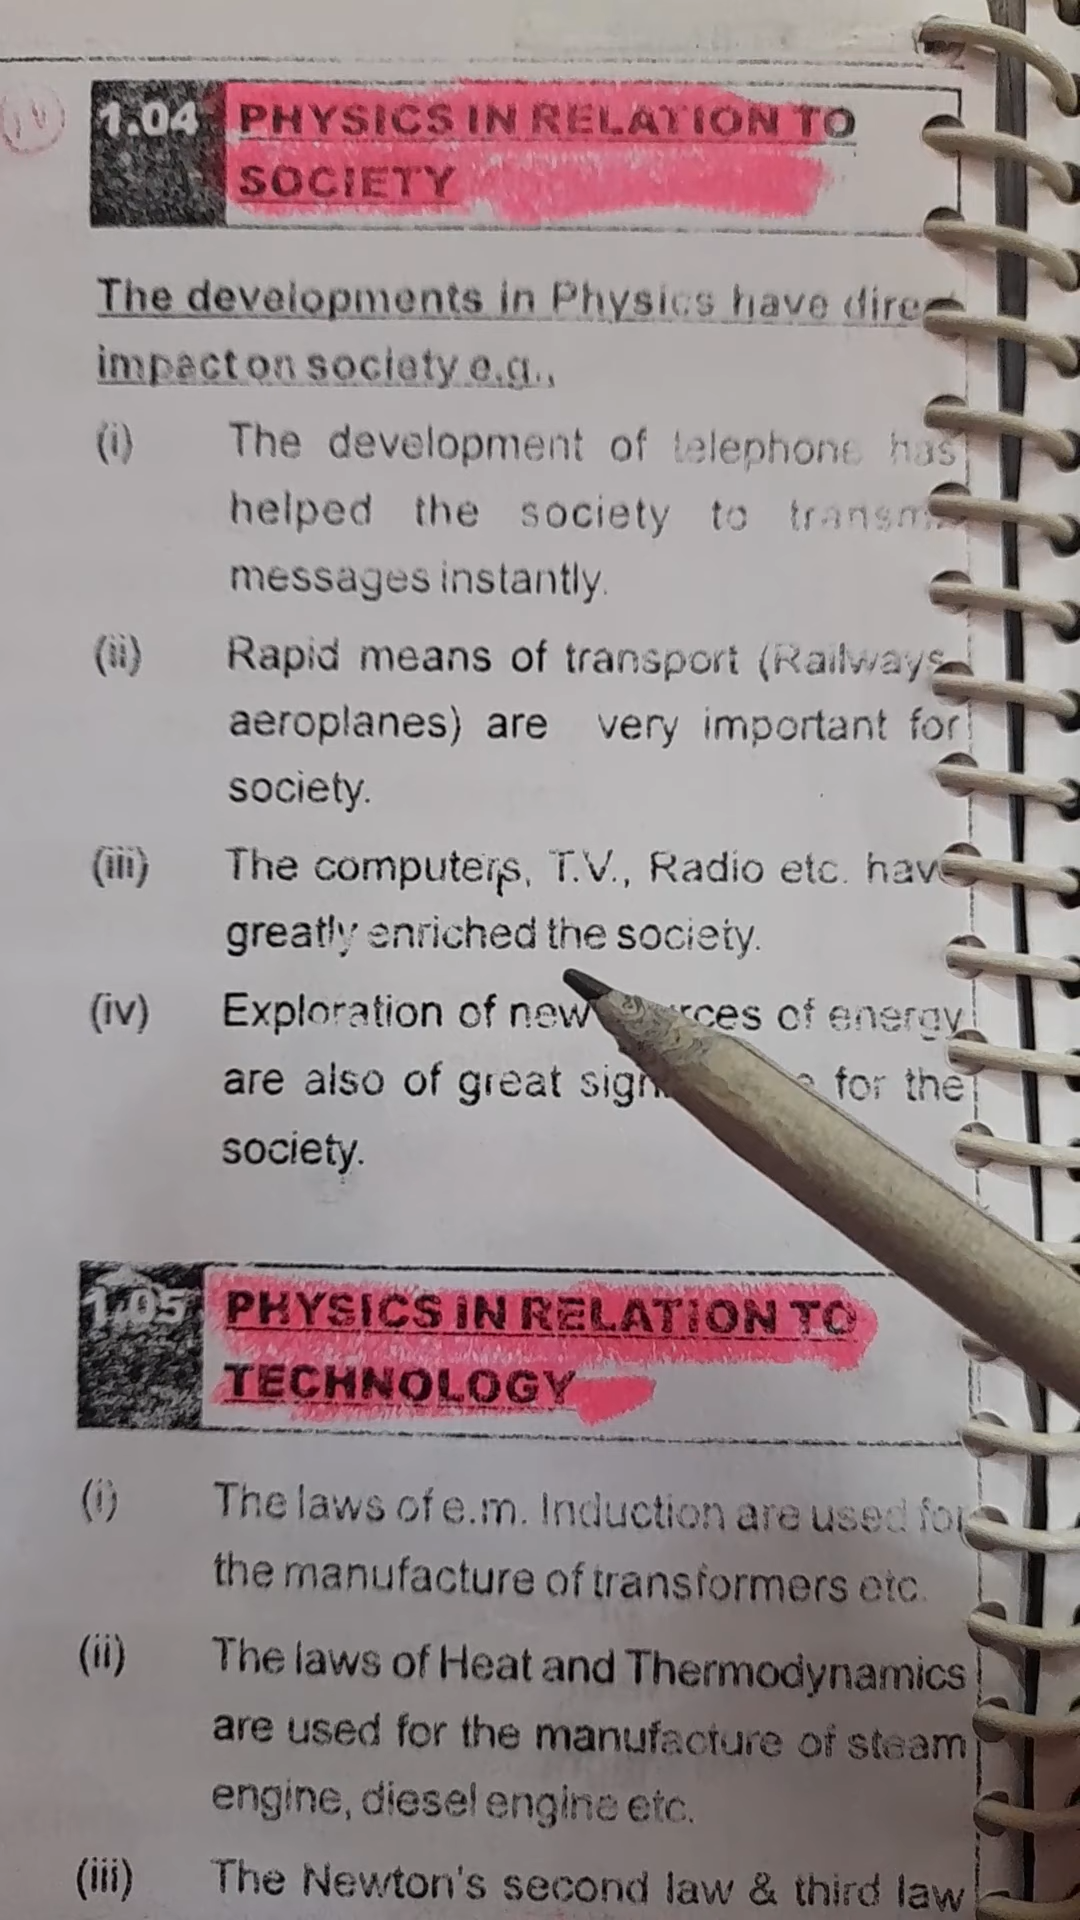 1.04 PHYSICS IN RELATION TO
SOCIETY
The developments in Physics have
impact on society e.g.,
(i) The development of telephone has
helped the society to
messages instantly.
(ii) Rapid means of transport (Railways
aeroplanes) are very important for
society.
(iii) The computers, T.V., Radio etc. hav
greatly enriched the society.
(iv) Exploration of new of energy
are also of great for the
society.
1.05 PHYSICS IN RELATION TO
TECHNOLOGY
(i) The laws of e.m. Induction are used for
the manufacture of transformers etc.
(ii) The laws of Heat and Thermodynamics
are used for the manufacture of steam
engine, diesel engine etc.
(iii) The Newton's second law & third law